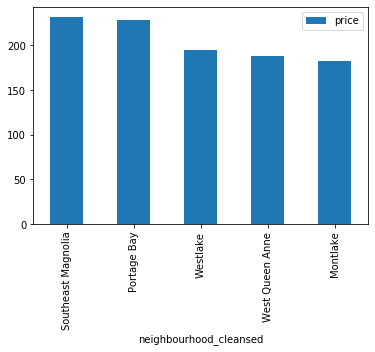 price
200
150
100
50
0
Southeast Magnolia
Portage Bay
Westlake
West Queen Anne
Montlake
neighbourhood_cleansed